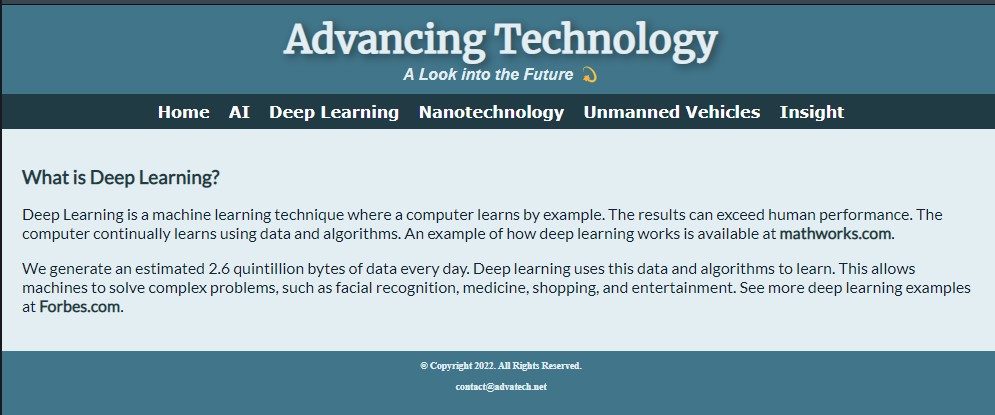 Advancing Technology
A Look into the Future 💫
Home AI Deep Learning Nanotechnology Unmanned Vehicles Insight
What is Deep Learning?
Deep Learning is a machine learning technique where a computer learns by example. The results can exceed human performance. The
computer continually learns using data and algorithms. An example of how deep learning works is available at mathworks.com.
We generate an estimated 2.6 quintillion bytes of data every day. Deep learning uses this data and algorithms to learn. This allows
machines to solve complex problems, such as facial recognition, medicine, shopping, and entertainment. See more deep learning examples
at Forbes.com.
© Copyright 2022. All Rights Reserved.
contact@advatech.net